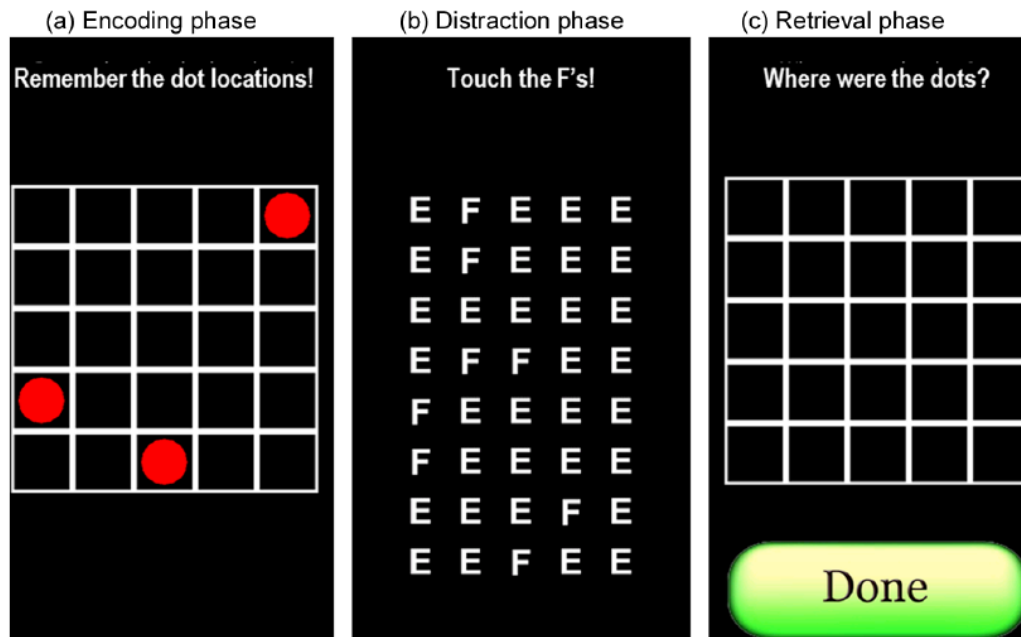 (a) Encoding phase
Remember the dot locations!
(b) Distraction phase
Touch the F's!
E F E E E
E F E E E
E E E E E
E F F E E
F E E E E
F E E E E
E E E F E
E E F E E
(c) Retrieval phase
Where were the dots?
Done